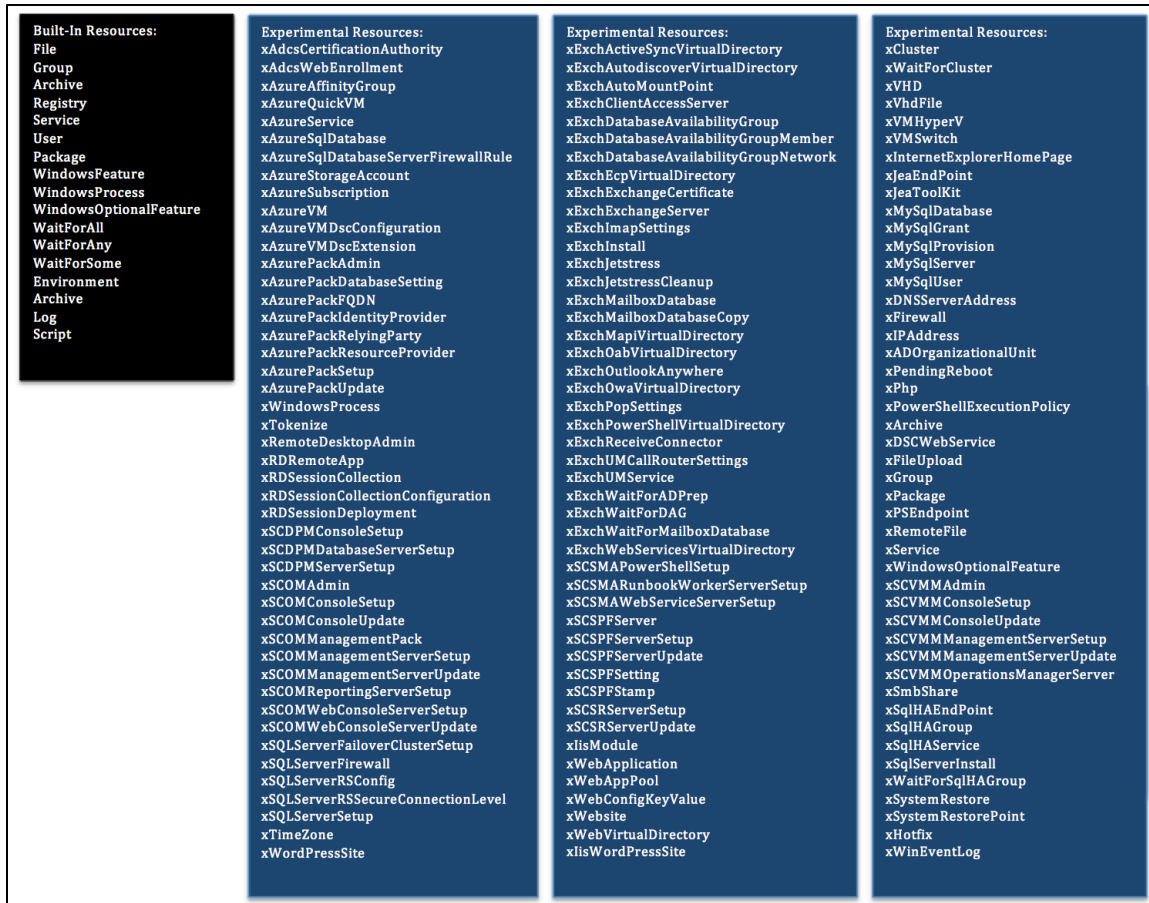 Built-In Resources:
File
Group
Archive
Registry
Service
User
Package
WindowsFeature
WindowsProcess
WindowsOptionalFeature
WaitForAll
WaitForAny
WaitForSome
Environment
Archive
Log
Script
Experimental Resources:
xAdcsCertificationAuthority
xAdcsWebEnrollment
xAzureAffinityGroup
xAzureQuickVM
xAzureService
xAzureSqlDatabase
xAzureSqlDatabaseServerFirewallRule
xAzureStorageAccount
xAzureSubscription
xAzureVM
xAzureVMDscConfiguration
xAzureVMDscExtension
xAzurePackAdmin
xAzurePackDatabaseSetting
xAzurePackFQDN
xAzurePackIdentityProvider
xAzurePackRelyingParty
xAzurePackResourceProvider
xAzurePackSetup
xAzurePackUpdate
xWindowsProcess
xTokenize
xRemoteDesktopAdmin
xRDRemoteApp
xRDSessionCollection
xRDSessionCollectionConfiguration
xRDSessionDeployment
xSCDPMConsoleSetup
xSCDPMDatabaseServerSetup
xSCDPMServerSetup
xSCOMAdmin
xSCOMConsoleSetup
xSCOMConsoleUpdate
xSCOMManagementPack
xSCOMManagementServerSetup
xSCOMManagementServerUpdate
xSCOMReportingServerSetup
xSCOMWebConsoleServerSetup
xSCOMWebConsoleServerUpdate
xSQLServerFailoverClusterSetup
xSQLServerFirewall
xSQLServerRSConfig
xSQLServerRSSecureConnectionLevel
xSQLServerSetup
xTimeZone
xWordPressSite
Experimental Resources:
xExchActiveSyncVirtualDirectory
xExchAutodiscoverVirtualDirectory
xExchAutoMountPoint
xExchClientAccessServer
xExchDatabaseAvailabilityGroup
xExchDatabaseAvailabilityGroupMember
xExchDatabaseAvailabilityGroupNetwork
xExchEcpVirtualDirectory
xExchExchangeCertificate
xExchExchangeServer
xExchImapSettings
xExchInstall
xExchJetstress
xExchJetstressCleanup
xExchMailboxDatabase
xExchMailboxDatabaseCopy
xExchMapiVirtualDirectory
xExchOabVirtualDirectory
xExchOutlookAnywhere
xExchOwaVirtualDirectory
xExchPopSettings
xExchPowerShellVirtualDirectory
xExchReceiveConnector
xExchUMCallRouterSettings
xExchUMService
xExchWaitForADPrep
xExchWaitForDAG
xExchWaitForMailboxDatabase
xExchWebServicesVirtualDirectory
xSCSMAPowerShellSetup
xSCSMARunbookWorkerServerSetup
xSCSMAWebServiceServerSetup
xSCSPFServer
xSCSPFServerSetup
xSCSPFServerUpdate
xSCSPFSetting
xSCSPFStamp
xSCSRServerSetup
xSCSRServerUpdate
xIisModule
xWebApplication
xWebAppPool
xWebConfigKeyValue
xWebsite
xWebVirtualDirectory
xIisWordPressSite
Experimental Resources:
xCluster
xWaitForCluster
xVHD
xVhdFile
xVMHyperV
xVMSwitch
xInternetExplorerHomePage
xJeaEndPoint
xJeaToolKit
xMySqlDatabase
xMySqlGrant
xMySqlProvision
xMySqlServer
xMySqlUser
xDNSServerAddress
xFirewall
xIPAddress
xADOrganizationalUnit
xPendingReboot
xPhp
xPowerShellExecutionPolicy
xArchive
xDSCWebService
xFileUpload
xGroup
xPackage
xPSEndpoint
xRemoteFile
xService
xWindowsOptionalFeature
xSCVMMAdmin
xSCVMMConsoleSetup
xSCVMMConsoleUpdate
xSCVMMManagementServerSetup
xSCVMMManagementServerUpdate
xSCVMMOperationsManagerServer
xSmbShare
xSqlHAEndPoint
xSqlHAGroup
xSqlHAService
xSqlServerInstall
xWaitForSqlHAGroup
xSystemRestore
xSystemRestorePoint
xHotfix
xWinEventLog